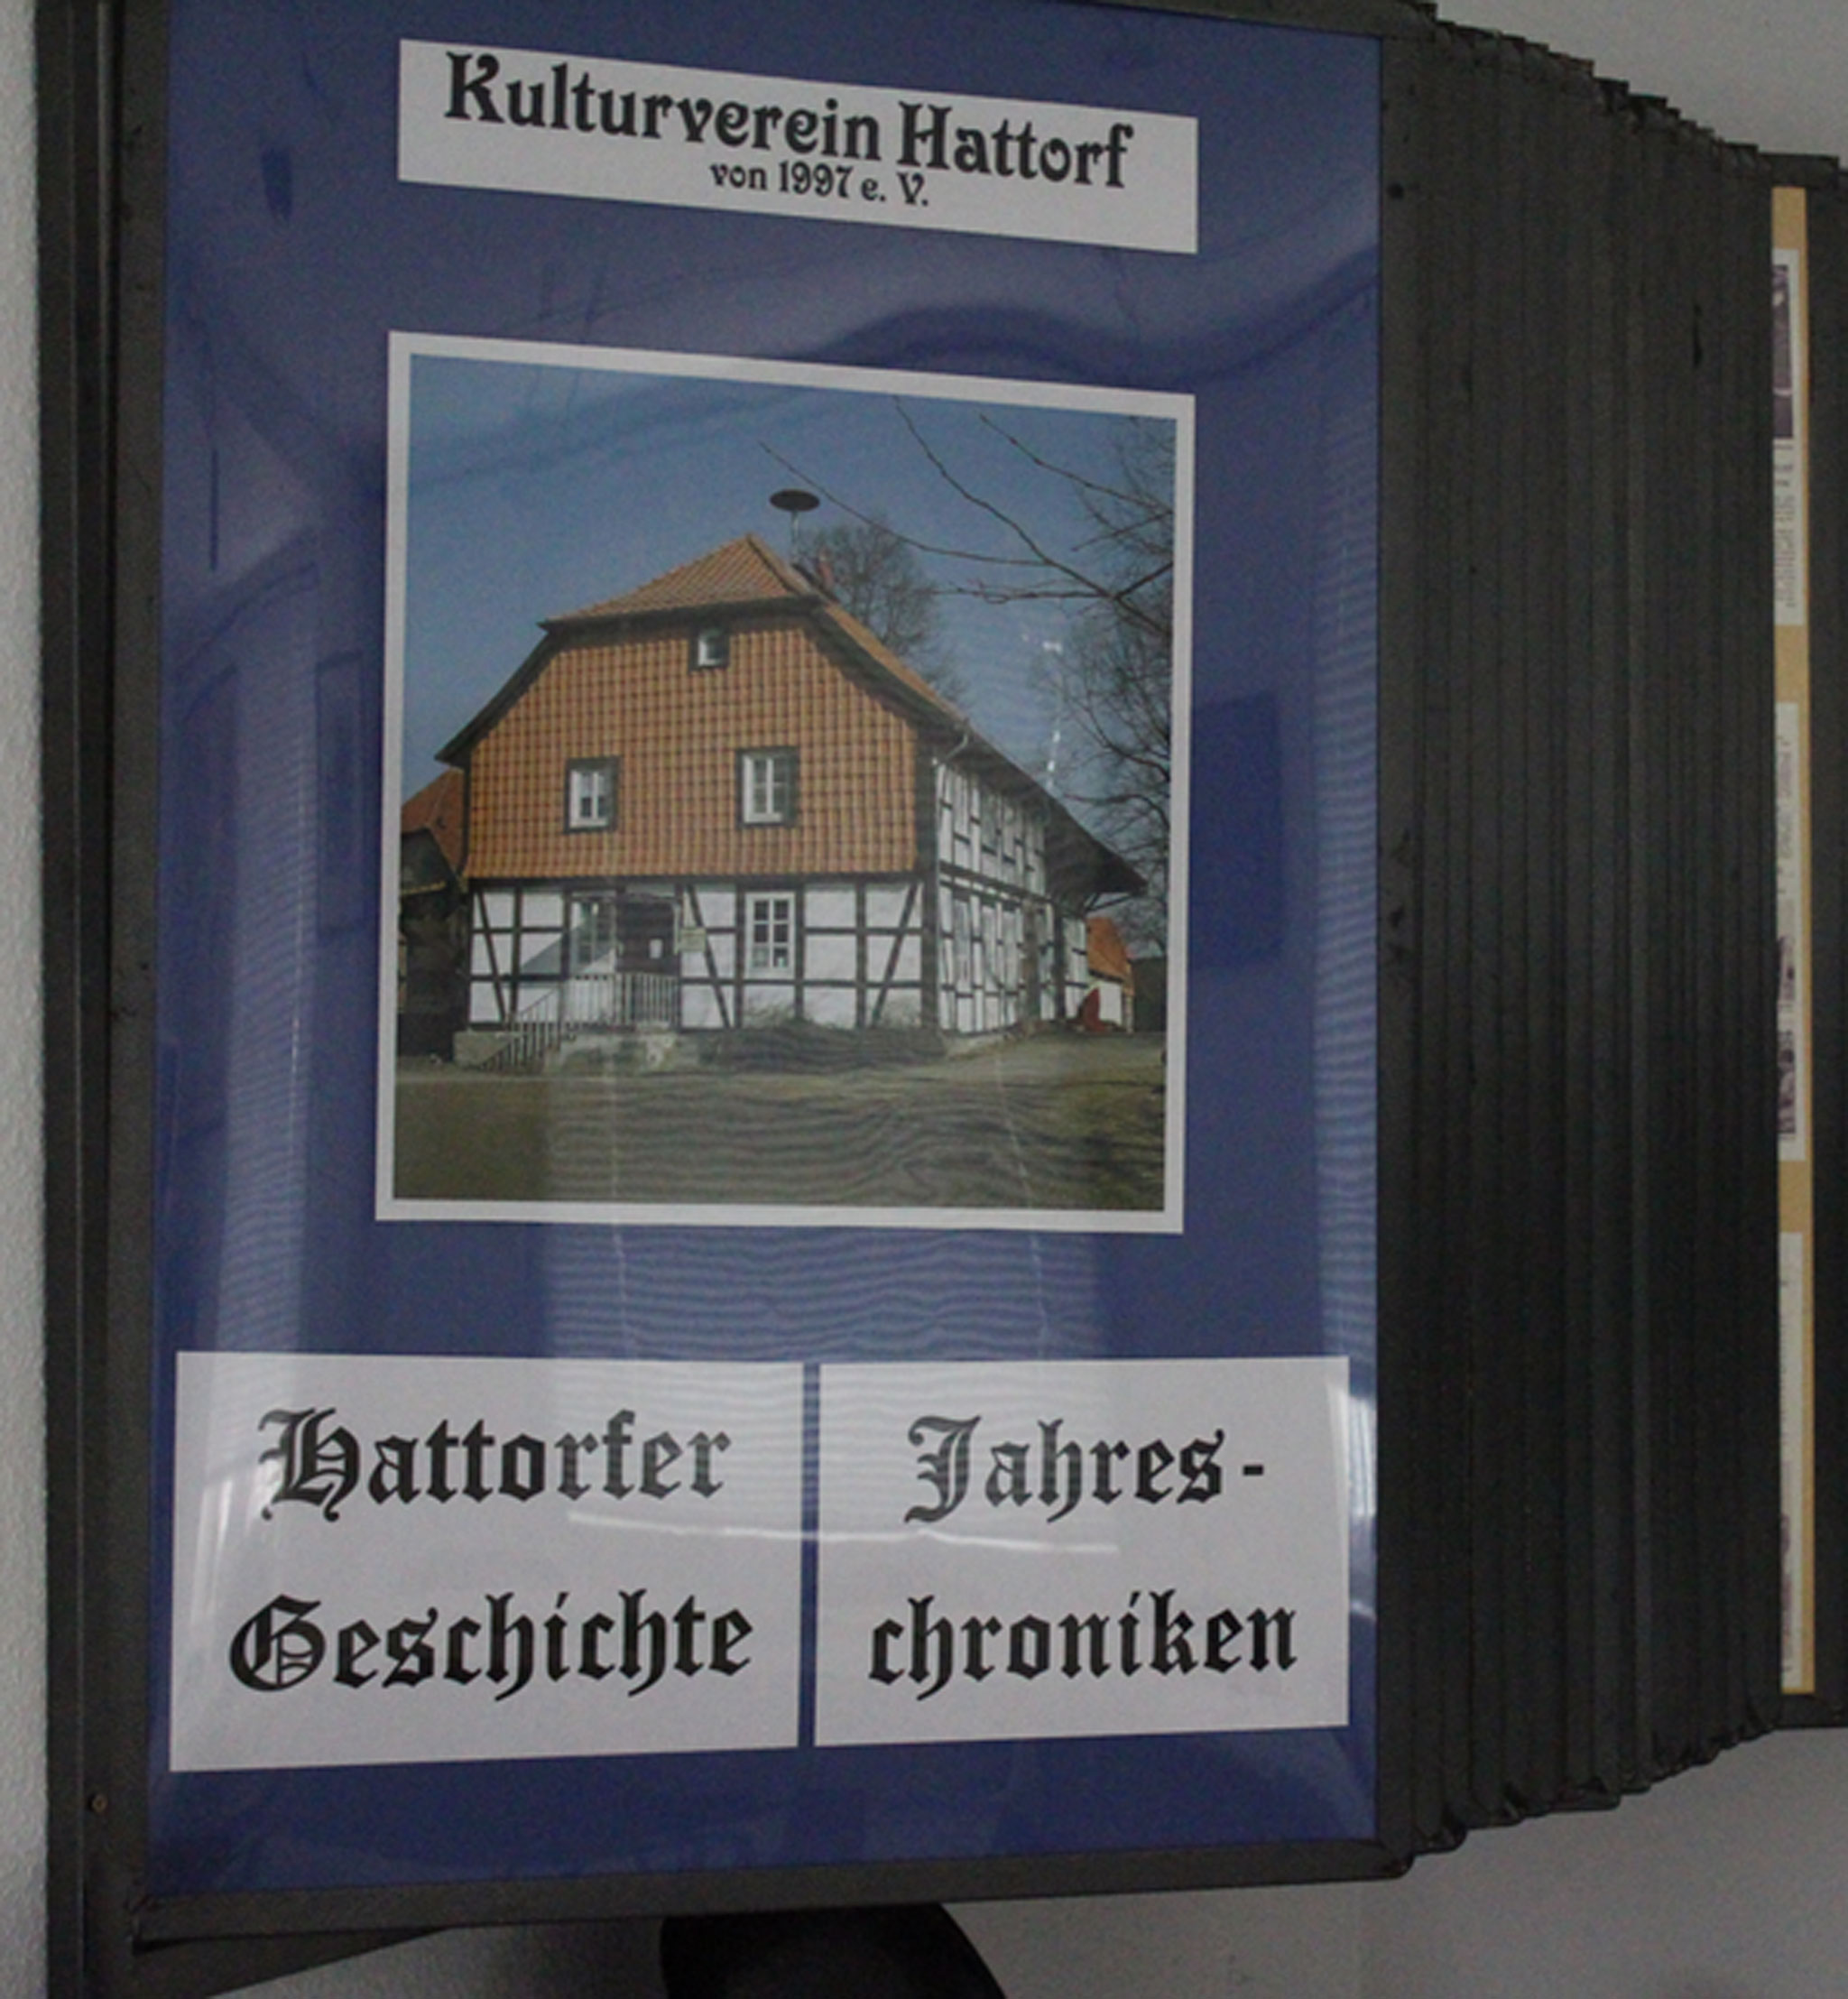 Kulturverein Hattorf
von 1997 e. V.
Hattorfer
Geschichte
Jahres-
chroniken